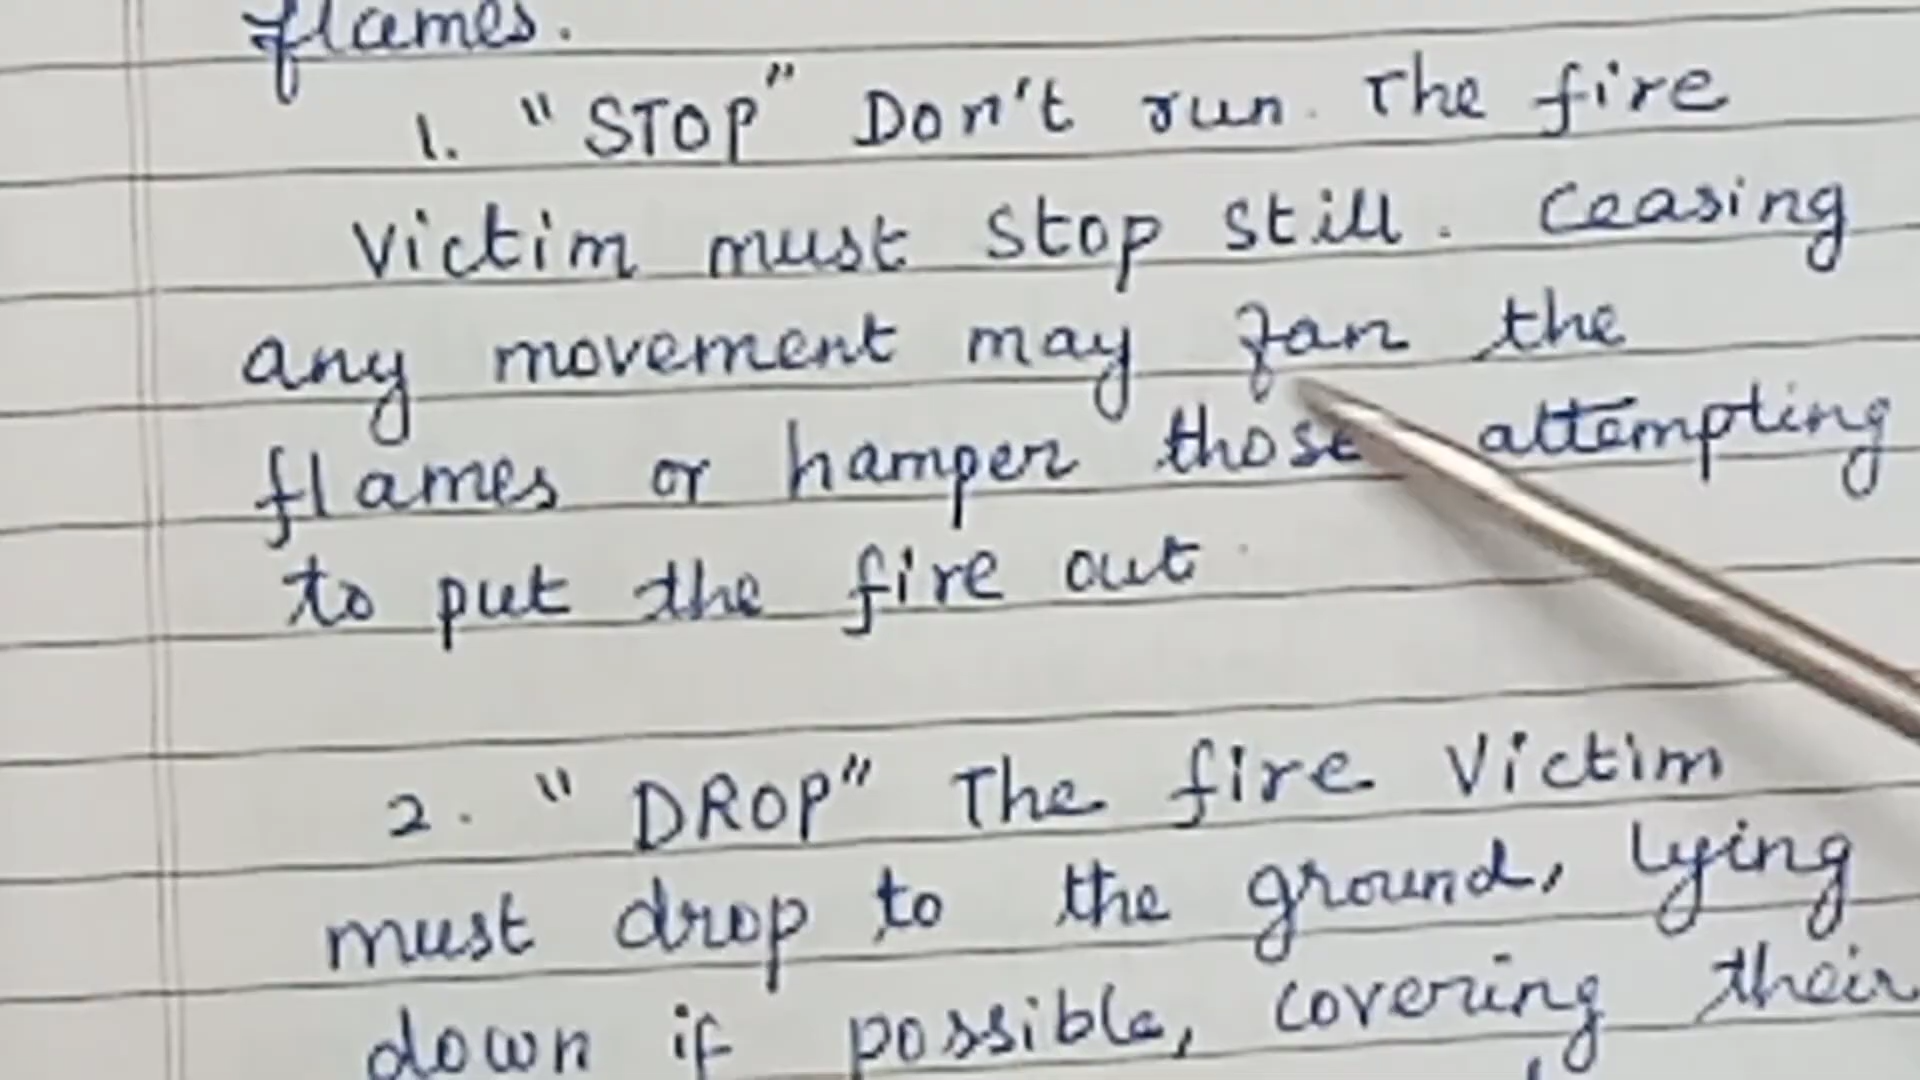 flames.
1. "STOP" Don't run. The fire
victim must stop still. Ceasing
any movement may fan the
flames or hamper those attempting
to put the fire out.
2. "DROP" The fire victim
must drop to the ground, lying
down if possible, covering their